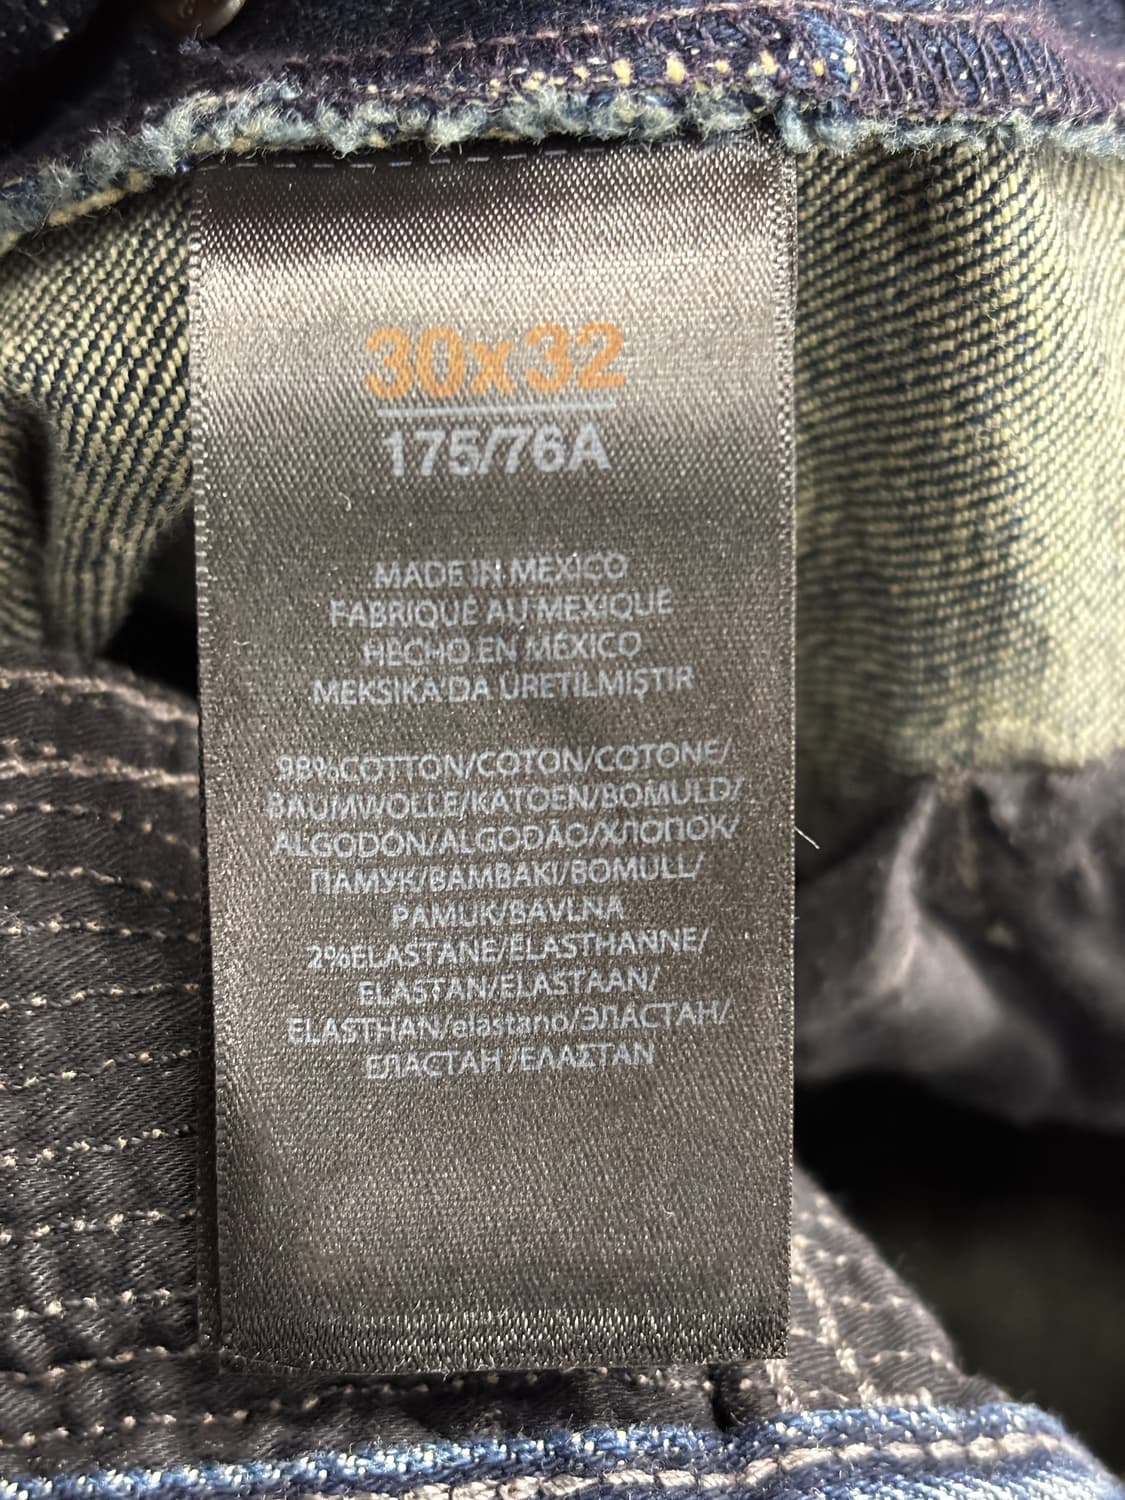 30x32
175/76A
MADE IN MEXICO
FABRIQUÉ AU MEXIQUE
HECHO EN MÉXICO
MEKSIKA'DA ÜRETILMIŞTIR
98%COTTON/COTON/COTONE/
BAUMWOLLE/KATOEN/BOMULD/
ALGODÓN/ALGODÃO/ХЛОПОК/
ПАМУК/BAMBAKI/BOMULL/
PAMUK/BAVLNA
2%ELASTANE/ÉLASTHANNE/
ELASTAN/ELASTAAN/
ELASTHAN/elastano/ЭЛАСТАН/
ЕЛАСТАН /ΕΛΑΣΤΑΝ